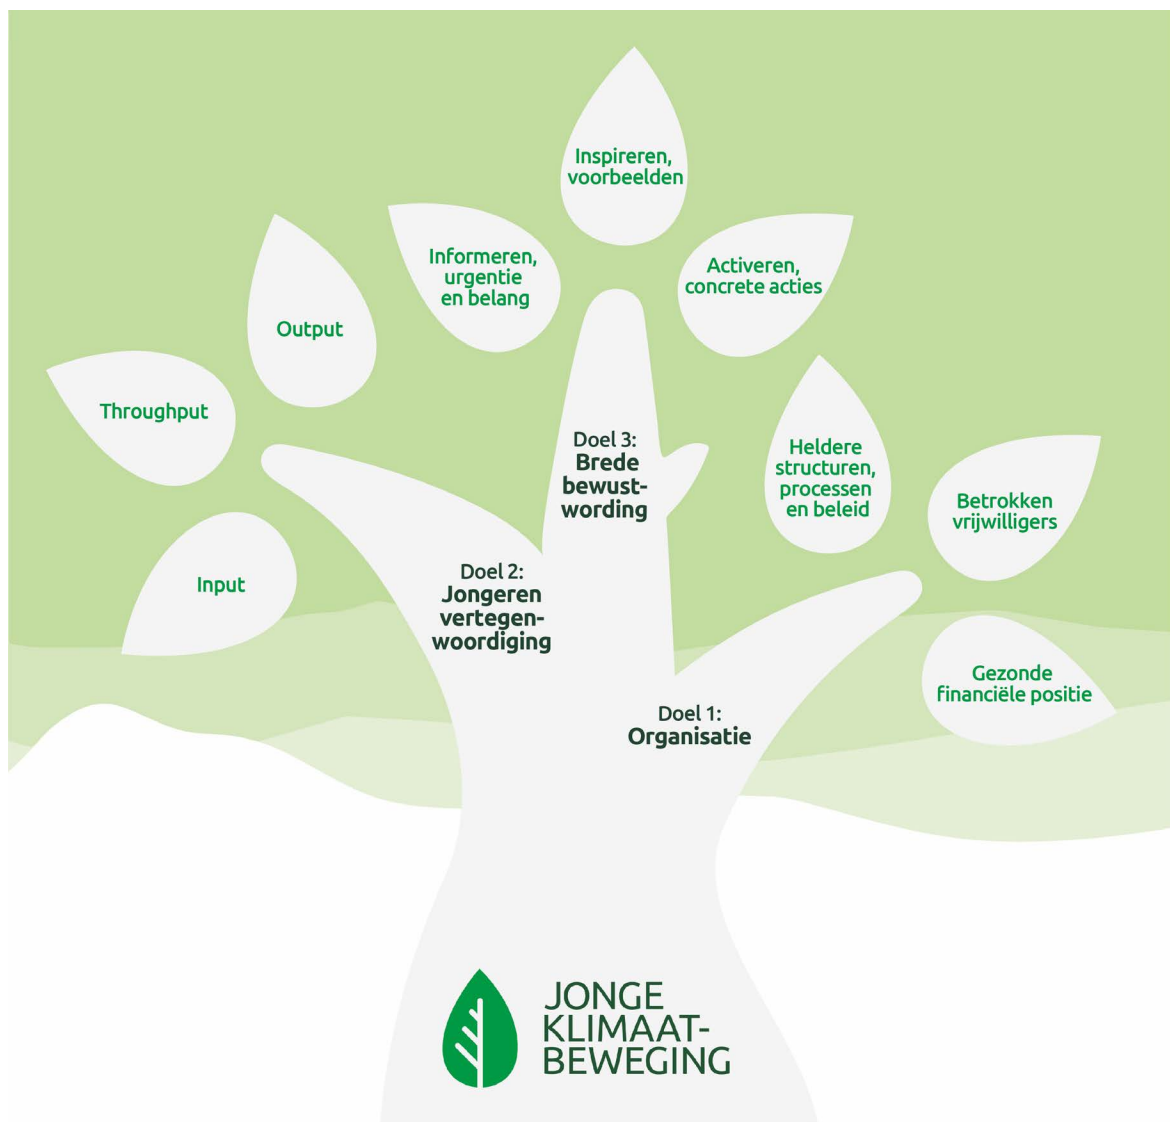 Inspireren,
voorbeelden
Informeren,
urgentie
en belang
Activeren,
concrete acties
Output
Throughput
Input
Doel 3:
Brede
bewust-
wording
Heldere
structuren,
processen
en beleid
Betrokken
vrijwilligers
Doel 2:
Jongeren
vertegen-
woordiging
Gezonde
financiële positie
Doel 1:
Organisatie
JONGE
KLIMAAT-
BEWEGING